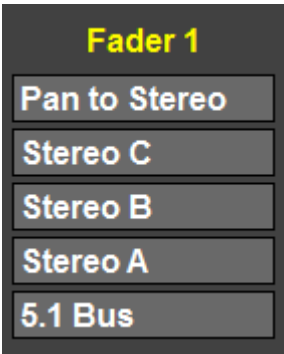 Fader 1
Pan to Stereo
Stereo C
Stereo B
Stereo A
5.1 Bus